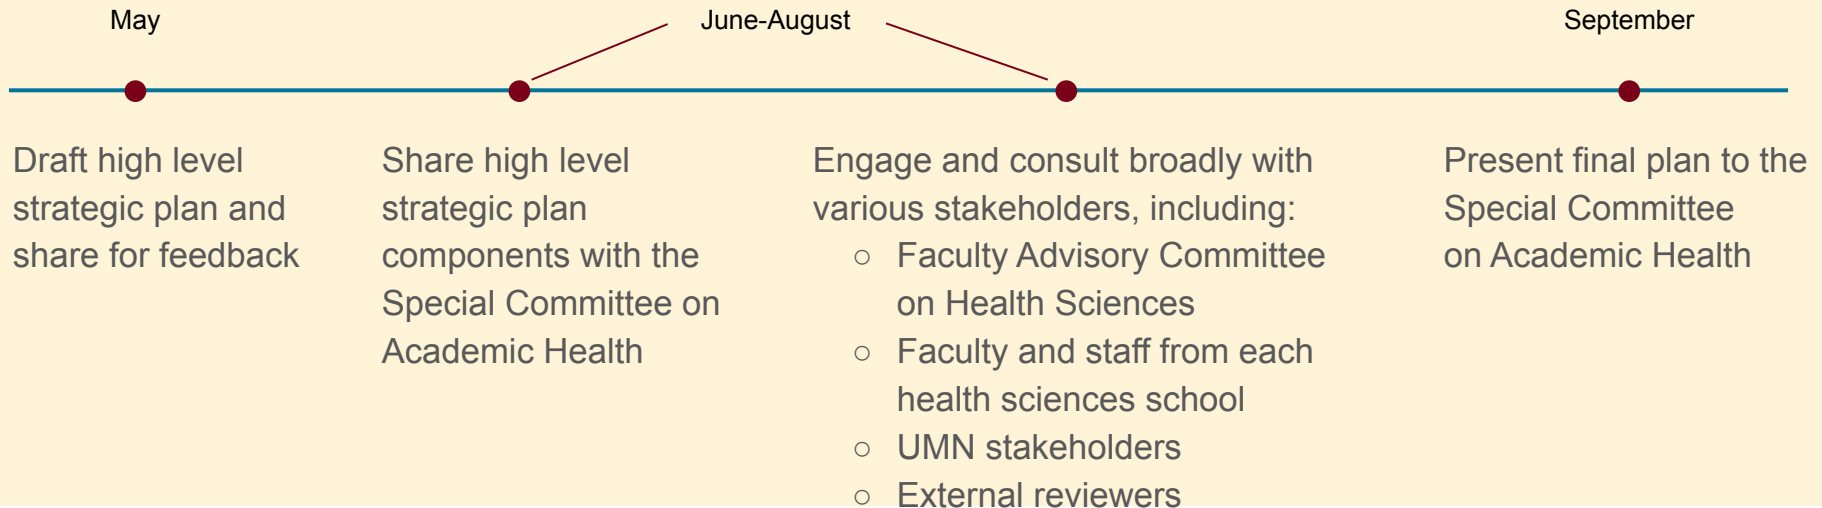 May
June-August
September
Draft high level
strategic plan and
share for feedback
Share high level
strategic plan
components with the
Special Committee on
Academic Health
Engage and consult broadly with
various stakeholders, including:
○ Faculty Advisory Committee
on Health Sciences
○ Faculty and staff from each
health sciences school
○ UMN stakeholders
○ External reviewers
Present final plan to the
Special Committee
on Academic Health